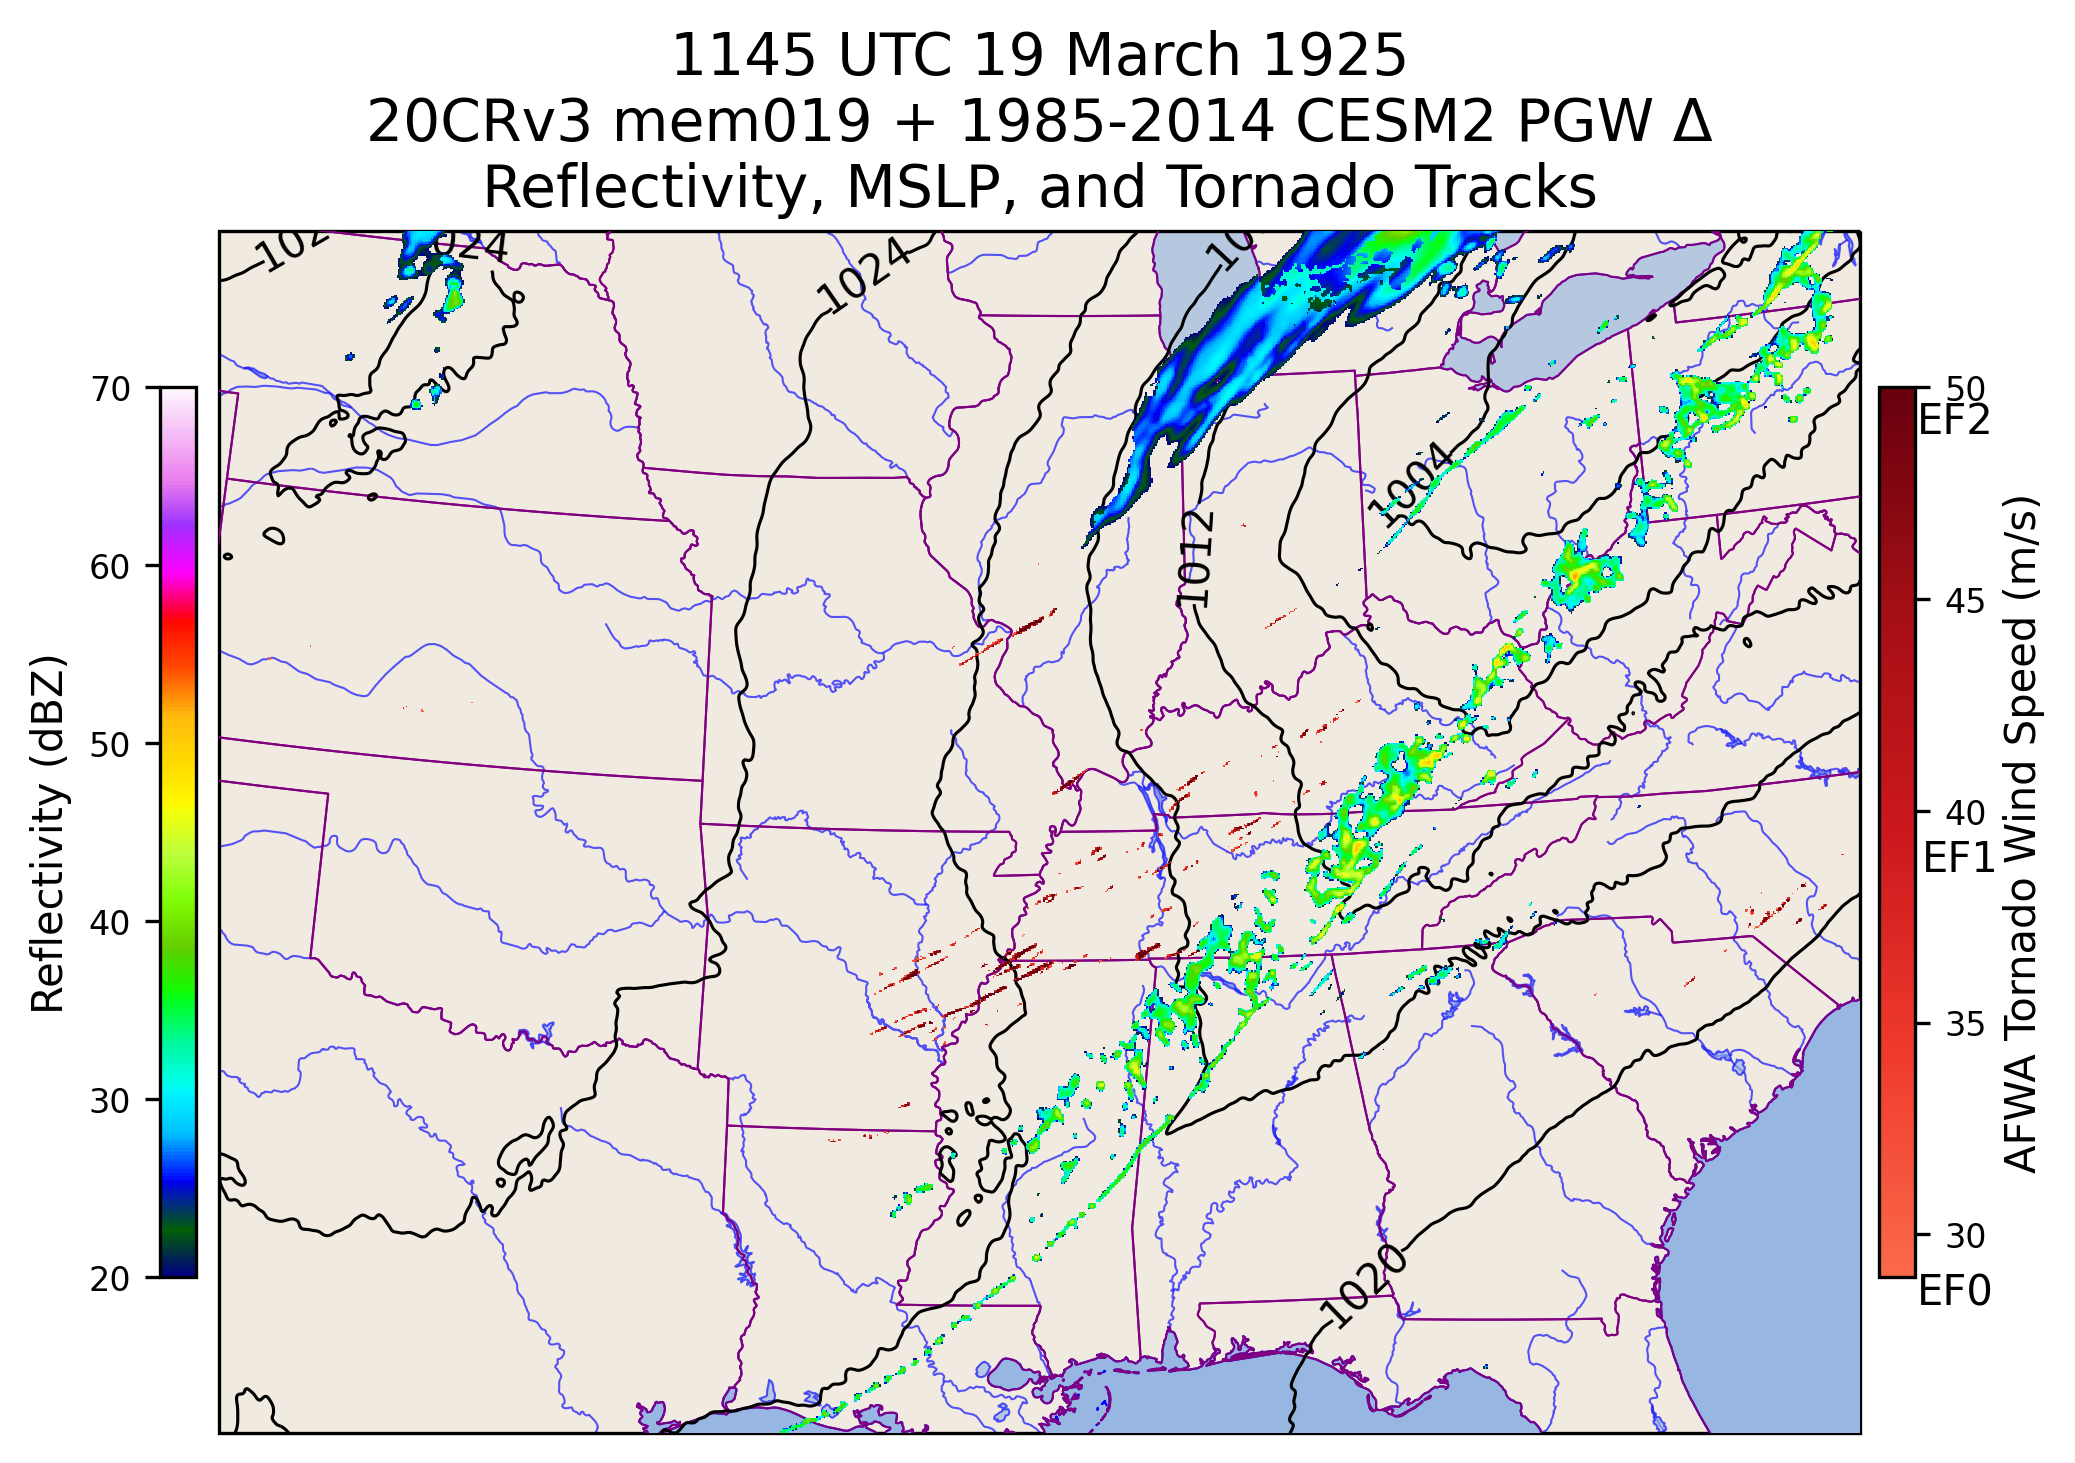 1145 UTC 19 March 1925
20CRv3 mem019 + 1985-2014 CESM2 PGW Δ
Reflectivity, MSLP, and Tornado Tracks
1024
1024
1012
1004
1020
70
60
50
40
30
20
Reflectivity (dBZ)
50
EF2
45
40
EF1
35
30
EF0
AFWA Tornado Wind Speed (m/s)